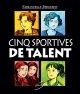 CINQ SPORTIVES
DE TALENT